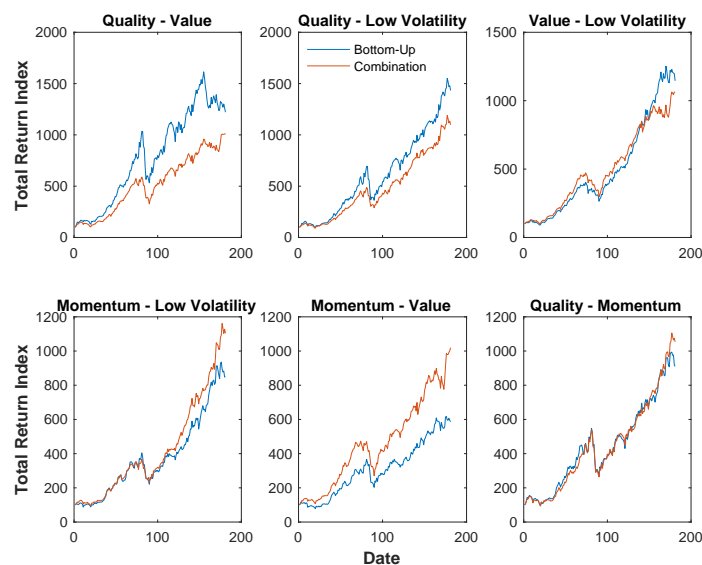 Quality - Value
Quality - Low Volatility
Value - Low Volatility
Total Return Index
2000
1500
1000
500
0
0 100 200
2000
1500
1000
500
0
0 100 200
Bottom-Up
Combination
1500
1000
500
0
0 100 200
Momentum - Low Volatility
Momentum - Value
Quality - Momentum
Total Return Index
1200
1000
800
600
400
200
0
0 100 200
1200
1000
800
600
400
200
0
0 100 200
1200
1000
800
600
400
200
0
0 100 200
Date